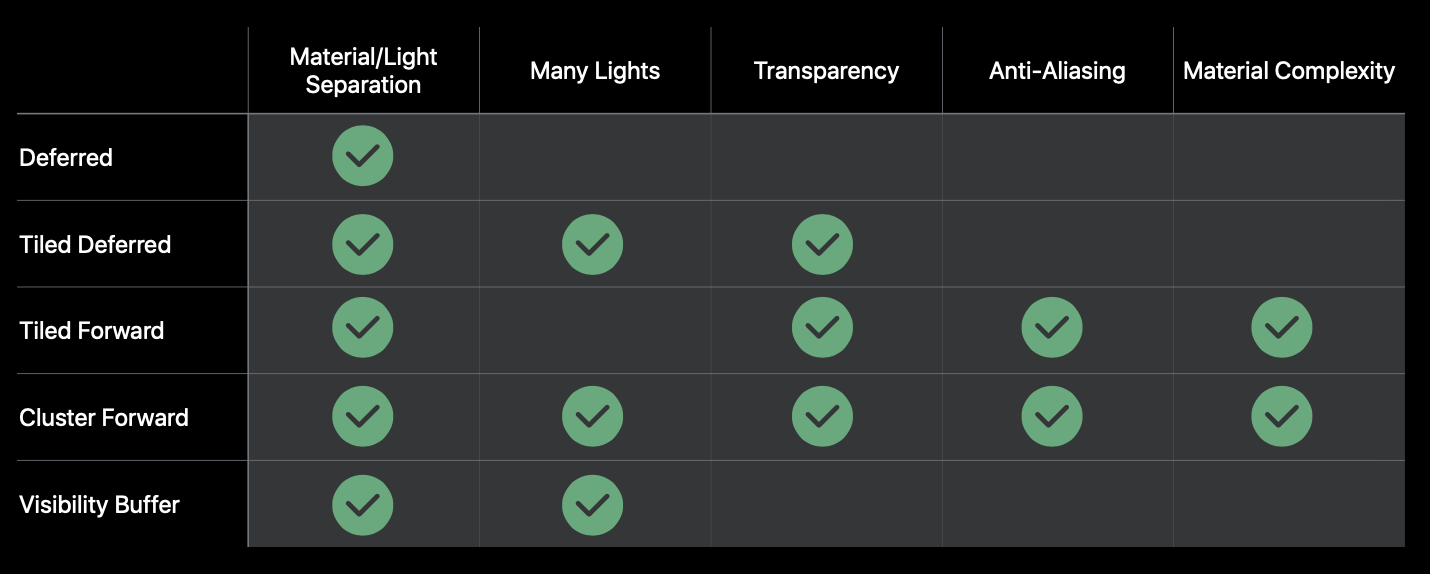 Material/Light
Separation
Many Lights
Transparency
Anti-Aliasing
Material Complexity
Deferred
Tiled Deferred
Tiled Forward
Cluster Forward
Visibility Buffer